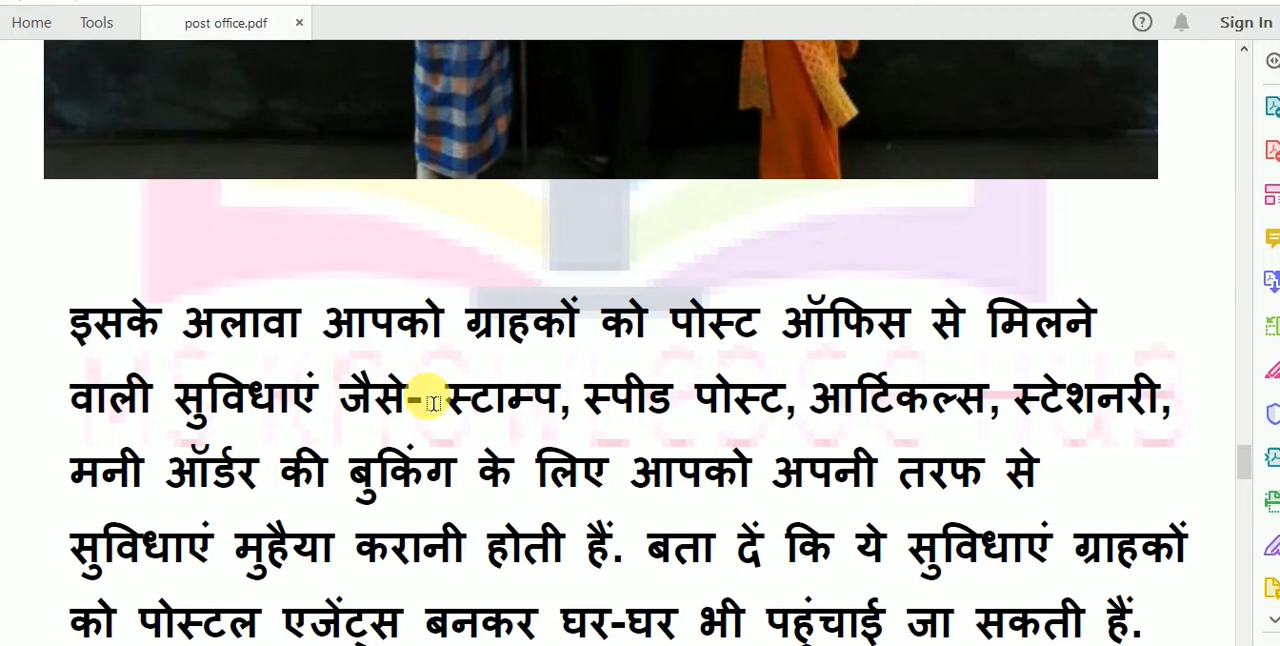 Home Tools post office.pdf × Sign In
इसके अलावा आपको ग्राहकों को पोस्ट ऑफिस से मिलने
वाली सुविधाएं जैसे- स्टाम्प, स्पीड पोस्ट, आर्टिकल्स, स्टेशनरी,
मनी ऑर्डर की बुकिंग के लिए आपको अपनी तरफ से
सुविधाएं मुहैया करानी होती हैं. बता दें कि ये सुविधाएं ग्राहकों
को पोस्टल एजेंट्स बनकर घर-घर भी पहुंचाई जा सकती हैं.